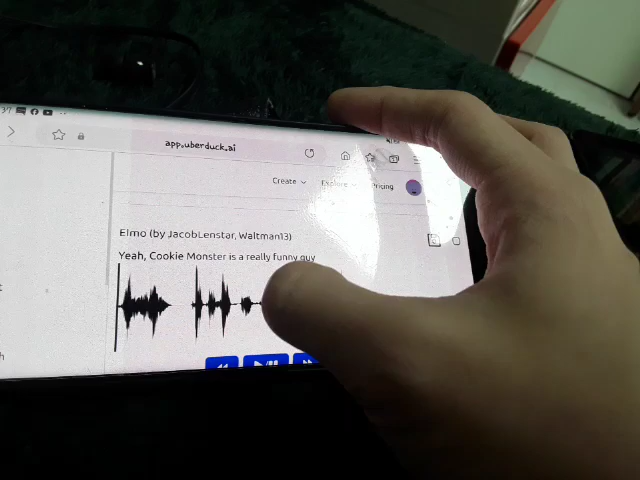 app.uberduck.ai
Create Explore Pricing
Elmo (by JacobLenstar, Waltman13)
Yeah, Cookie Monster is a really funny guy